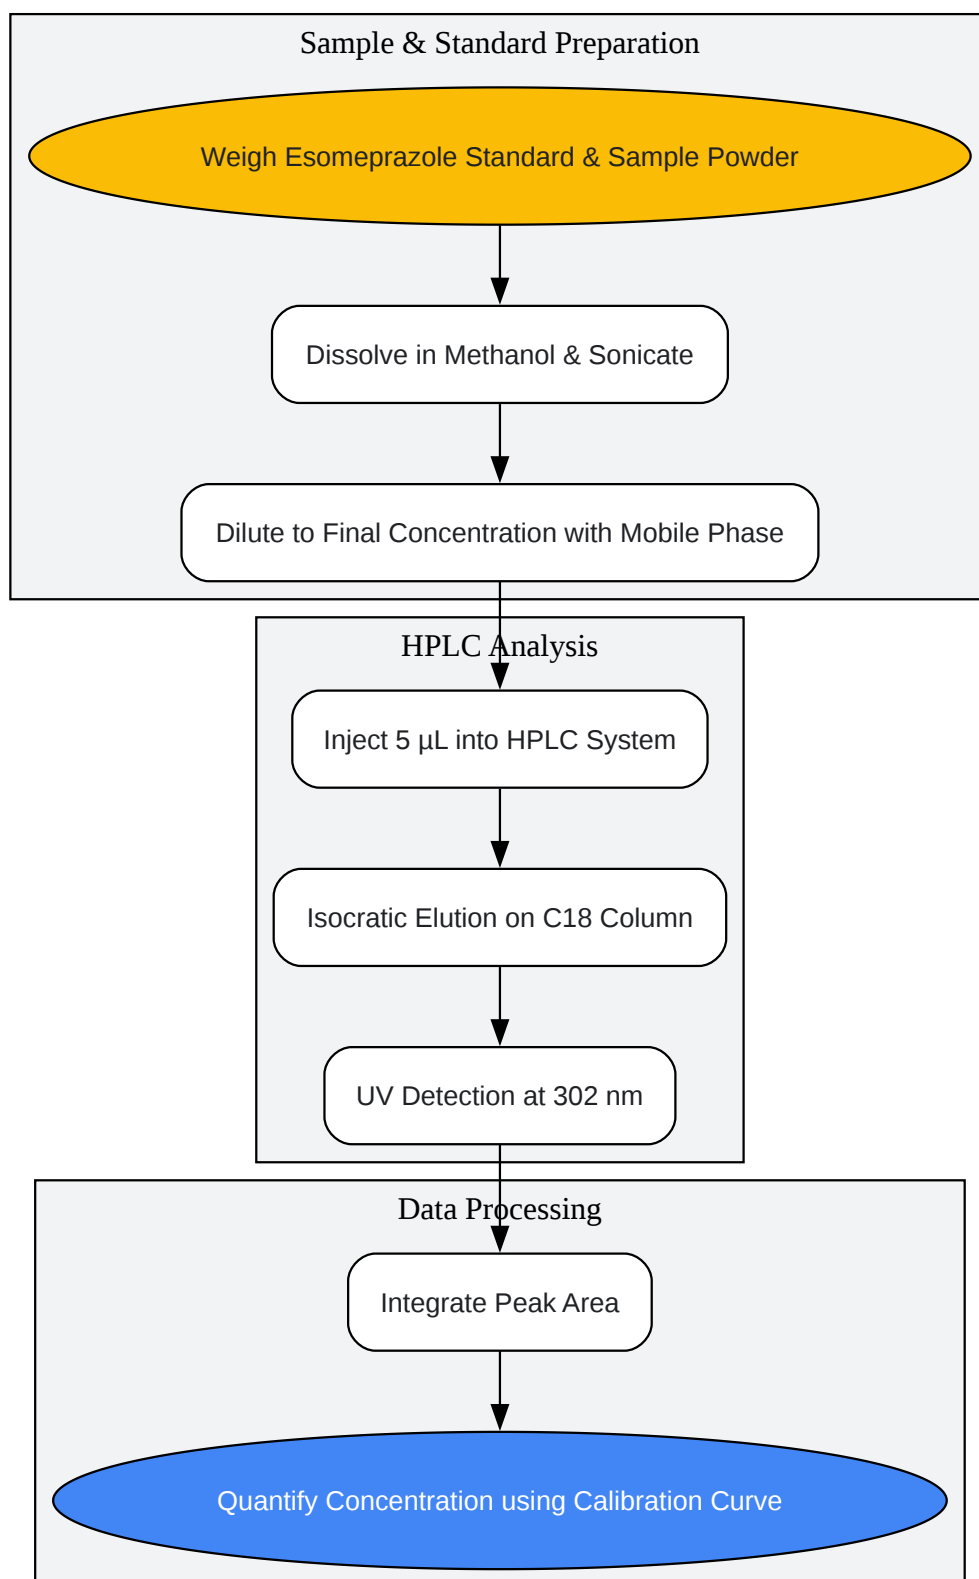 Sample & Standard Preparation
Weigh Esomeprazole Standard & Sample Powder
Dissolve in Methanol & Sonicate
Dilute to Final Concentration with Mobile Phase
HPLC Analysis
Inject 5 µL into HPLC System
Isocratic Elution on C18 Column
UV Detection at 302 nm
Data Processing
Integrate Peak Area
Quantify Concentration using Calibration Curve